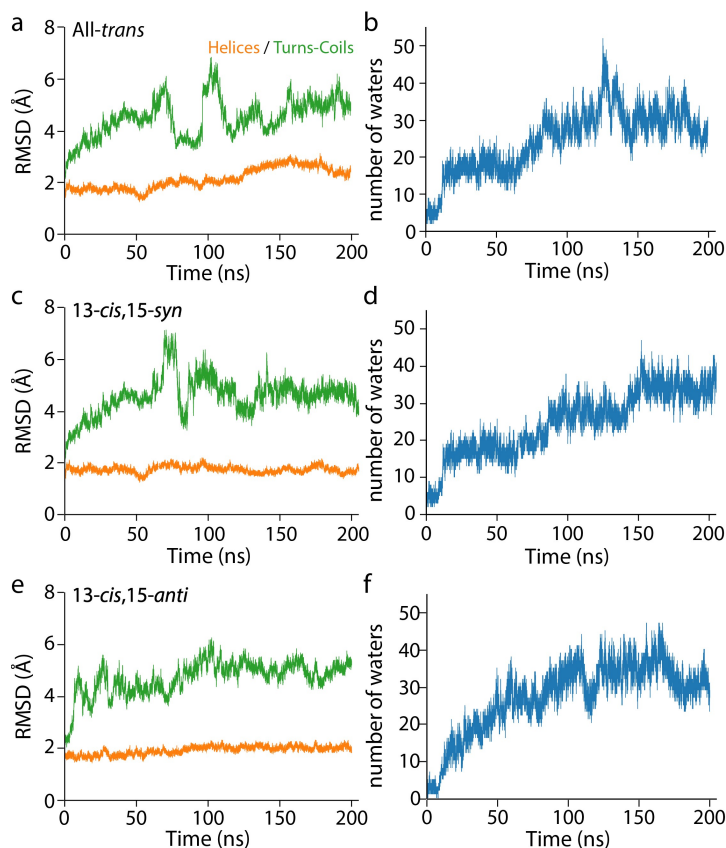 a
All-trans
b
8
Helices / Turns-Coils
50
6
40
4
30
20
2
10
0
0
RMSD (Å)
number of waters
0 50 100 150 200
0 50 100 150 200
Time (ns)
Time (ns)
c
13-cis,15-syn
d
8
50
6
40
4
30
20
2
10
0
0
RMSD (Å)
number of waters
0 50 100 150 200
0 50 100 150 200
Time (ns)
Time (ns)
e
13-cis,15-anti
f
8
50
6
40
4
30
20
2
10
0
0
RMSD (Å)
number of waters
0 50 100 150 200
0 50 100 150 200
Time (ns)
Time (ns)